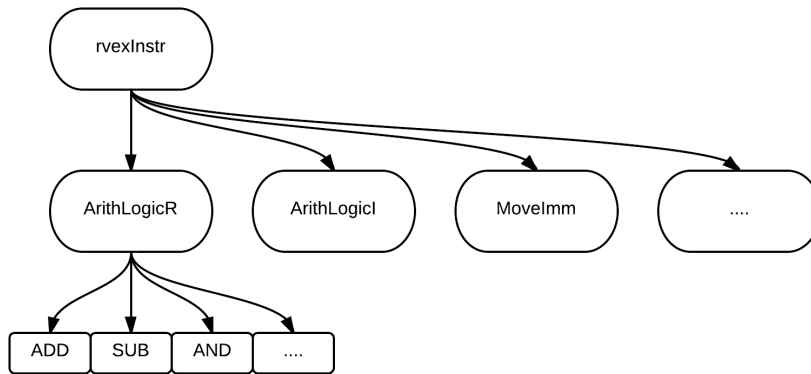 rvexInstr
ArithLogicR
ArithLogicI
MoveImm
....
ADD
SUB
AND
....